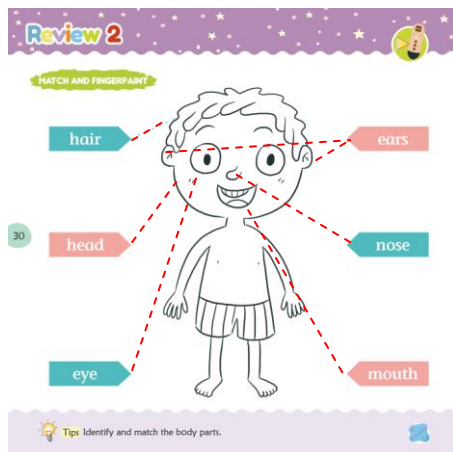 Review 2
MATCH AND FINGERPAINT
hair
ears
30
head
nose
eye
mouth
Tips Identify and match the body parts.